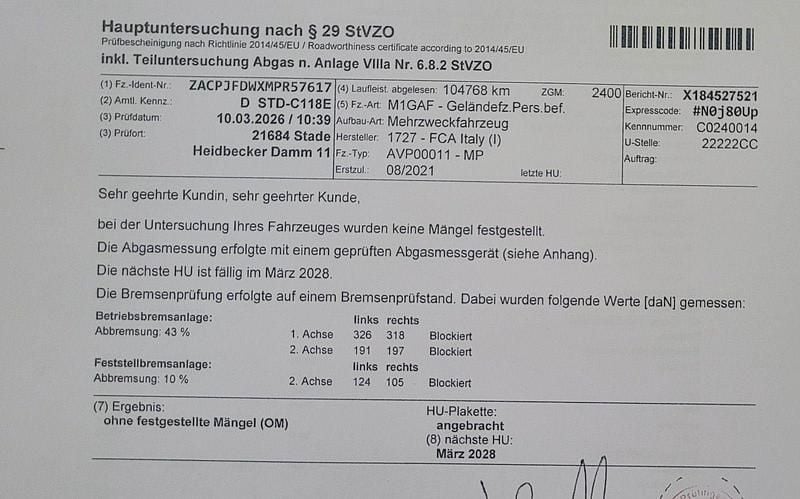 Hauptuntersuchung nach § 29 StVZO
Prüfbescheinigung nach Richtlinie 2014/45/EU / Roadworthiness certificate according to 2014/45/EU
inkl. Teiluntersuchung Abgas n. Anlage VIIIa Nr. 6.8.2 StVZO
(1) Fz.-Ident-Nr.: ZACPJFDWXMPR57617
(2) Amtl. Kennz.: D STD-C118E
(3) Prüfdatum: 10.03.2026 / 10:39
(3) Prüfort: 21684 Stade
Heidbecker Damm 11
(4) Laufleist. abgelesen: 104768 km ZGM: 2400
(5) Fz.-Art: M1GAF - Geländefz.Pers.bef.
Aufbau-Art: Mehrzweckfahrzeug
Hersteller: 1727 - FCA Italy (I)
Fz.-Typ: AVP00011 - MP
Erstzul.: 08/2021 letzte HU:
Bericht-Nr.: X184527521
Expresscode: #N0j80Up
Kennnummer: C0240014
U-Stelle: 22222CC
Auftrag:
Sehr geehrte Kundin, sehr geehrter Kunde,
bei der Untersuchung Ihres Fahrzeuges wurden keine Mängel festgestellt.
Die Abgasmessung erfolgte mit einem geprüften Abgasmessgerät (siehe Anhang).
Die nächste HU ist fällig im März 2028.
Die Bremsenprüfung erfolgte auf einem Bremsenprüfstand. Dabei wurden folgende Werte [daN] gemessen:
Betriebsbremsanlage: links rechts
Abbremsung: 43 % 1. Achse 326 318 Blockiert
2. Achse 191 197 Blockiert
Feststellbremsanlage: links rechts
Abbremsung: 10 % 2. Achse 124 105 Blockiert
(7) Ergebnis:
ohne festgestellte Mängel (OM)
HU-Plakette:
angebracht
(8) nächste HU:
März 2028